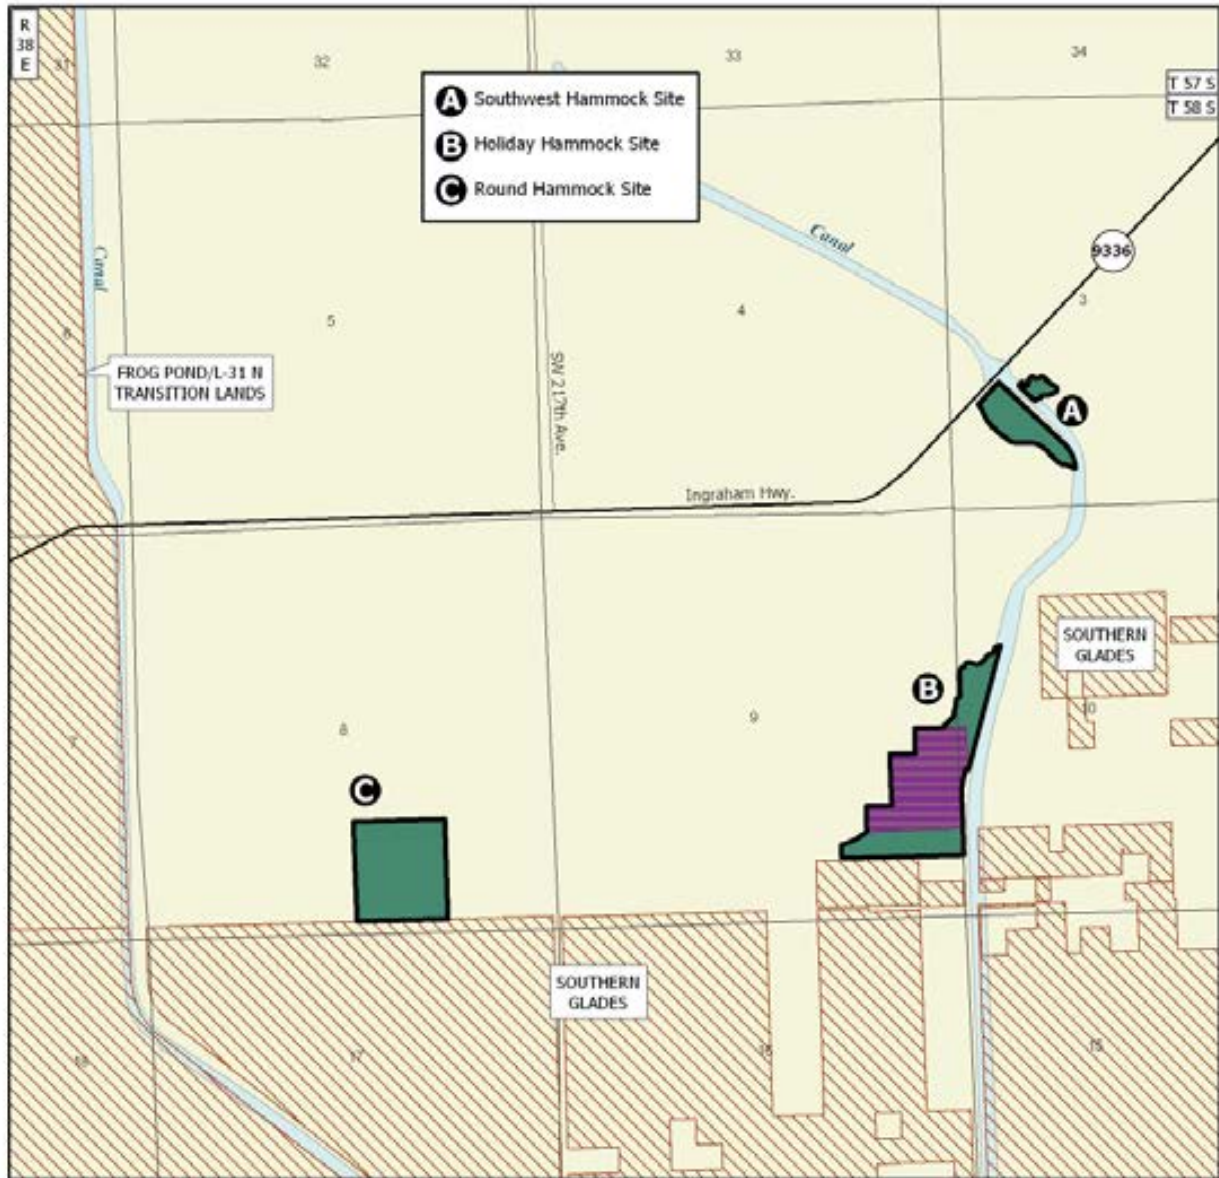 R
38
E
31
32
33
34
T 57 S
T 58 S
A Southwest Hammock Site
B Holiday Hammock Site
C Round Hammock Site
Canal
Canal
9336
6
5
4
3
FROG POND/L-31 N
TRANSITION LANDS
SW 217th Ave.
A
Ingraham Hwy.
SOUTHERN
GLADES
B
7
8
9
10
C
SOUTHERN
GLADES
18
17
16
15